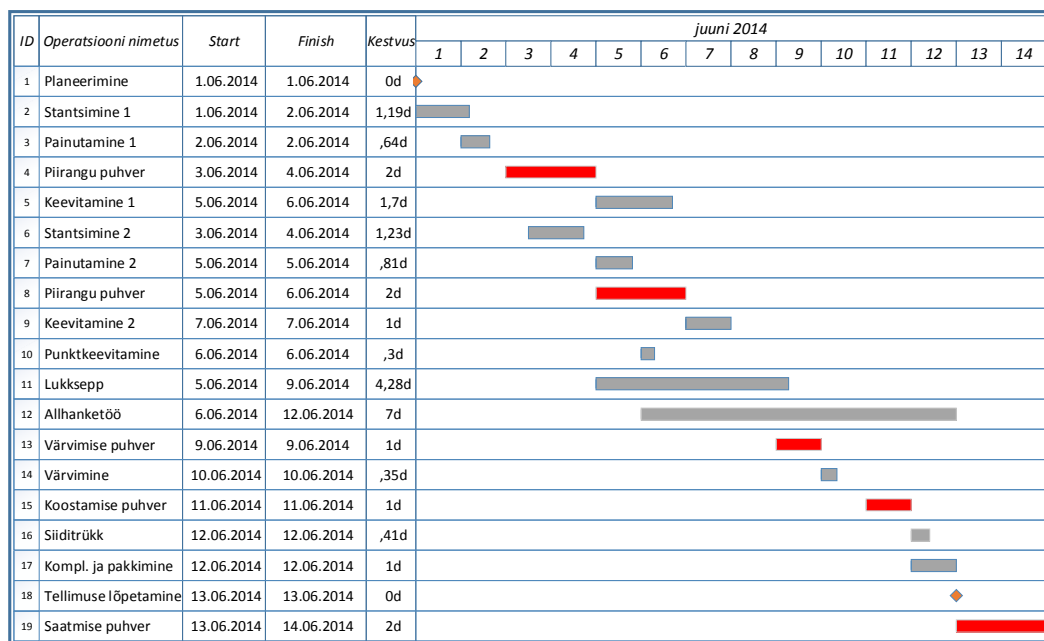 ID Operatsiooni nimetus Start Finish Kestvus juuni 2014
1 2 3 4 5 6 7 8 9 10 11 12 13 14
1 Planeerimine 1.06.2014 1.06.2014 0d
2 Stantsimine 1 1.06.2014 2.06.2014 1,19d
3 Painutamine 1 2.06.2014 2.06.2014 ,64d
4 Piirangu puhver 3.06.2014 4.06.2014 2d
5 Keevitamine 1 5.06.2014 6.06.2014 1,7d
6 Stantsimine 2 3.06.2014 4.06.2014 1,23d
7 Painutamine 2 5.06.2014 5.06.2014 ,81d
8 Piirangu puhver 5.06.2014 6.06.2014 2d
9 Keevitamine 2 7.06.2014 7.06.2014 1d
10 Punktkeevitamine 6.06.2014 6.06.2014 ,3d
11 Lukksepp 5.06.2014 9.06.2014 4,28d
12 Allhanketöö 6.06.2014 12.06.2014 7d
13 Värvimise puhver 9.06.2014 9.06.2014 1d
14 Värvimine 10.06.2014 10.06.2014 ,35d
15 Koostamise puhver 11.06.2014 11.06.2014 1d
16 Siiditrükk 12.06.2014 12.06.2014 ,41d
17 Kompl. ja pakkimine 12.06.2014 12.06.2014 1d
18 Tellimuse lõpetamine 13.06.2014 13.06.2014 0d
19 Saatmise puhver 13.06.2014 14.06.2014 2d